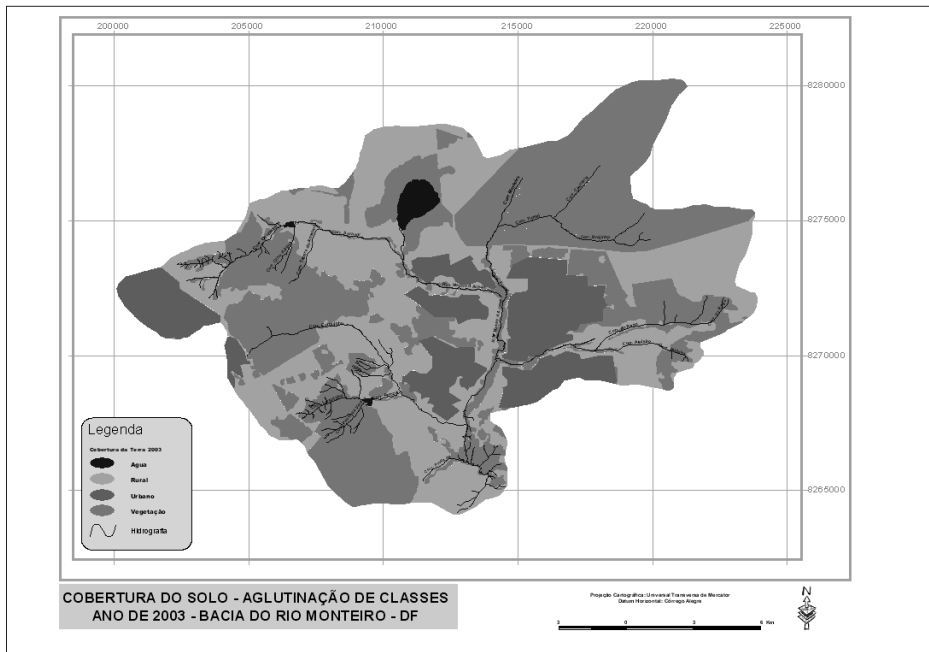 200000 205000 210000 215000 220000 225000
8280000
8275000
8270000
8265000
Legenda
Cobertura da Terra 2003
Agua
Rural
Urbano
Vegetação
Hidrografia
COBERTURA DO SOLO - AGLUTINAÇÃO DE CLASSES
ANO DE 2003 - BACIA DO RIO MONTEIRO - DF
Projeção Cartográfica: Universal Transversa de Mercator
Datum Horizontal: Córrego Alegre
3 0 3 6 Km
N